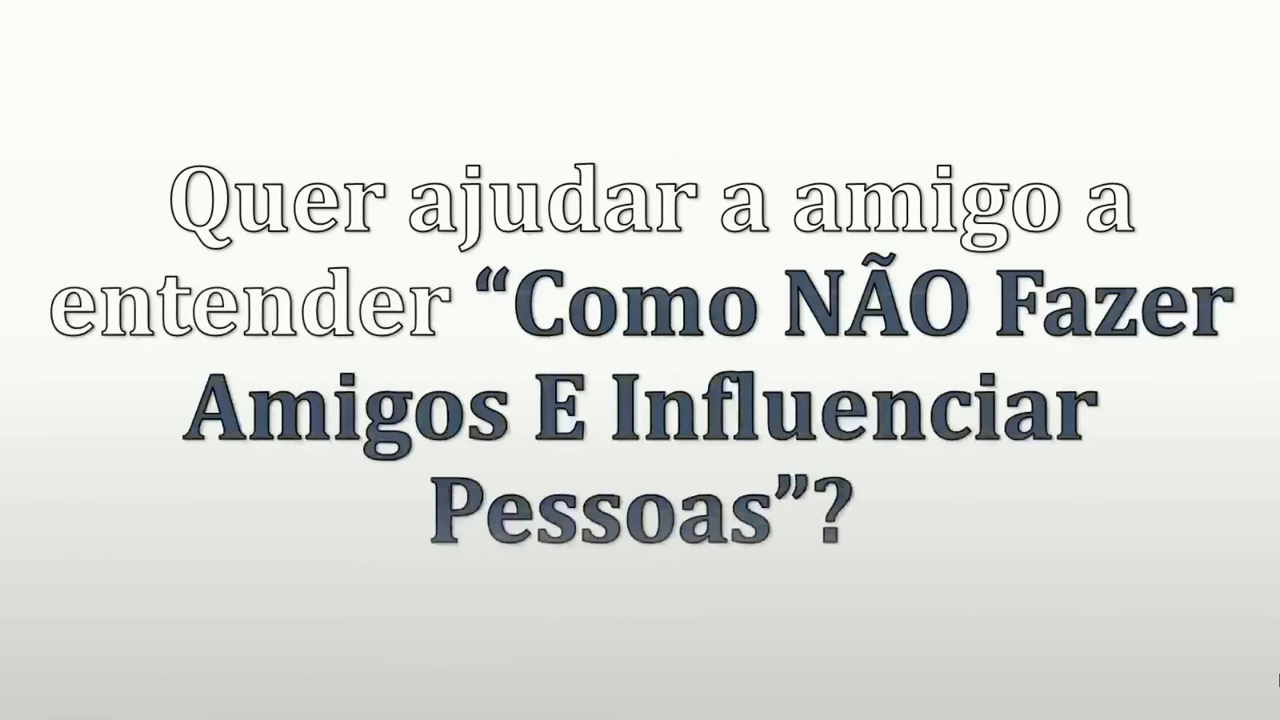 Quer ajudar a amigo a
entender “Como NÃO Fazer
Amigos E Influenciar
Pessoas”?